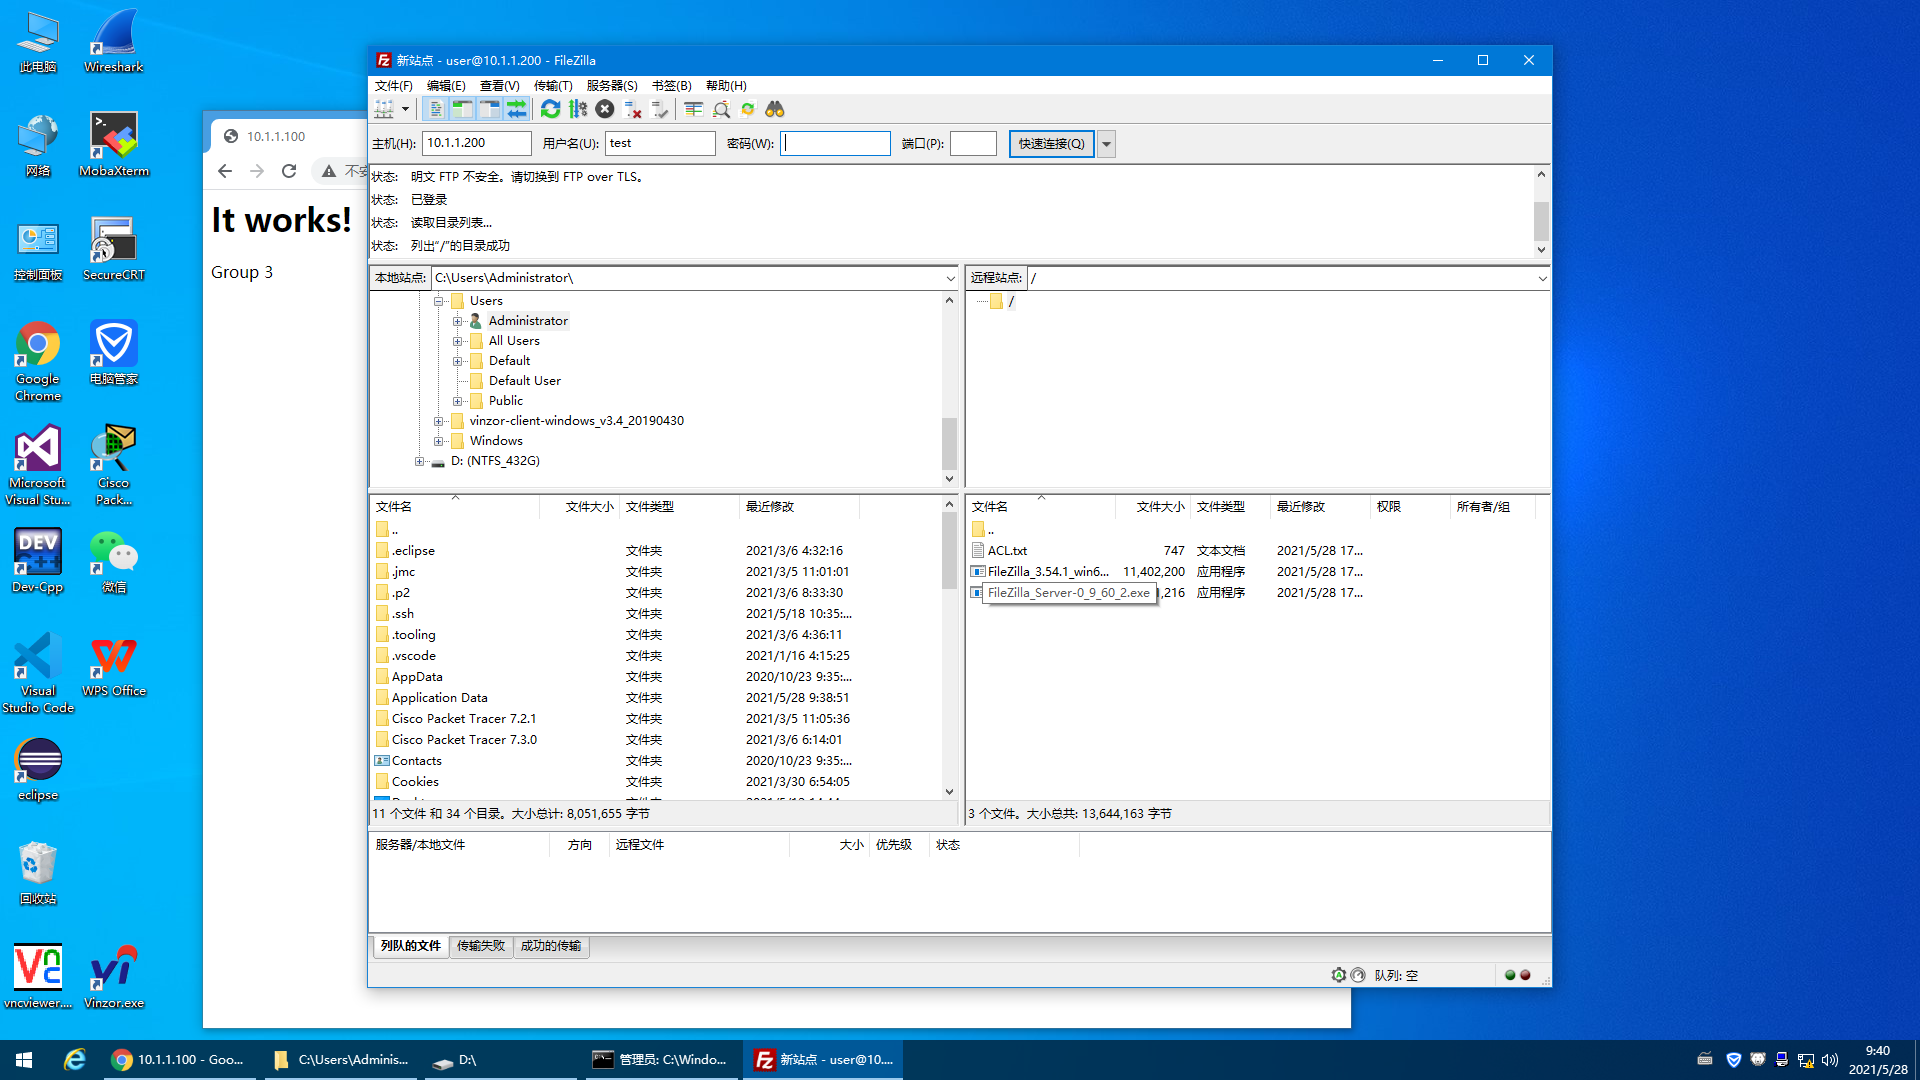 此电脑
Wireshark
网络
MobaXterm
控制面板
SecureCRT
Google
Chrome
电脑管家
Microsoft
Visual Stu...
Cisco
Pack...
Dev-Cpp
微信
Visual
Studio Code
WPS Office
eclipse
回收站
vncviewer....
Vinzor.exe
10.1.1.100
It works!
Group 3
新站点 - user@10.1.1.200 - FileZilla
文件(F) 编辑(E) 查看(V) 传输(T) 服务器(S) 书签(B) 帮助(H)
主机(H): 10.1.1.200 用户名(U): test 密码(W): 端口(P): 快速连接(Q)
状态: 明文 FTP 不安全。请切换到 FTP over TLS。
状态: 已登录
状态: 读取目录列表...
状态: 列出“/”的目录成功
本地站点: C:\Users\Administrator\
Users
Administrator
All Users
Default
Default User
Public
vinzor-client-windows_v3.4_20190430
Windows
D: (NTFS_432G)
远程站点: /
/
文件名 文件大小 文件类型 最近修改
..
.eclipse 文件夹 2021/3/6 4:32:16
.jmc 文件夹 2021/3/5 11:01:01
.p2 文件夹 2021/3/6 8:33:30
.ssh 文件夹 2021/5/18 10:35:...
.tooling 文件夹 2021/3/6 4:36:11
.vscode 文件夹 2021/1/16 4:15:25
AppData 文件夹 2020/10/23 9:35:...
Application Data 文件夹 2021/5/28 9:38:51
Cisco Packet Tracer 7.2.1 文件夹 2021/3/5 11:05:36
Cisco Packet Tracer 7.3.0 文件夹 2021/3/6 6:14:01
Contacts 文件夹 2020/10/23 9:35:...
Cookies 文件夹 2021/3/30 6:54:05
11 个文件 和 34 个目录。大小总计: 8,051,655 字节
文件名 文件大小 文件类型 最近修改 权限 所有者/组
..
ACL.txt 747 文本文档 2021/5/28 17...
FileZilla_3.54.1_win6... 11,402,200 应用程序 2021/5/28 17...
FileZilla_Server-0_9_60_2.exe ,216 应用程序 2021/5/28 17...
3 个文件。大小总共: 13,644,163 字节
服务器/本地文件 方向 远程文件 大小 优先级 状态
列队的文件 传输失败 成功的传输
队列: 空
10.1.1.100 - Goo...
C:\Users\Adminis...
D:\
管理员: C:\Windo...
新站点 - user@10....
9:40
2021/5/28